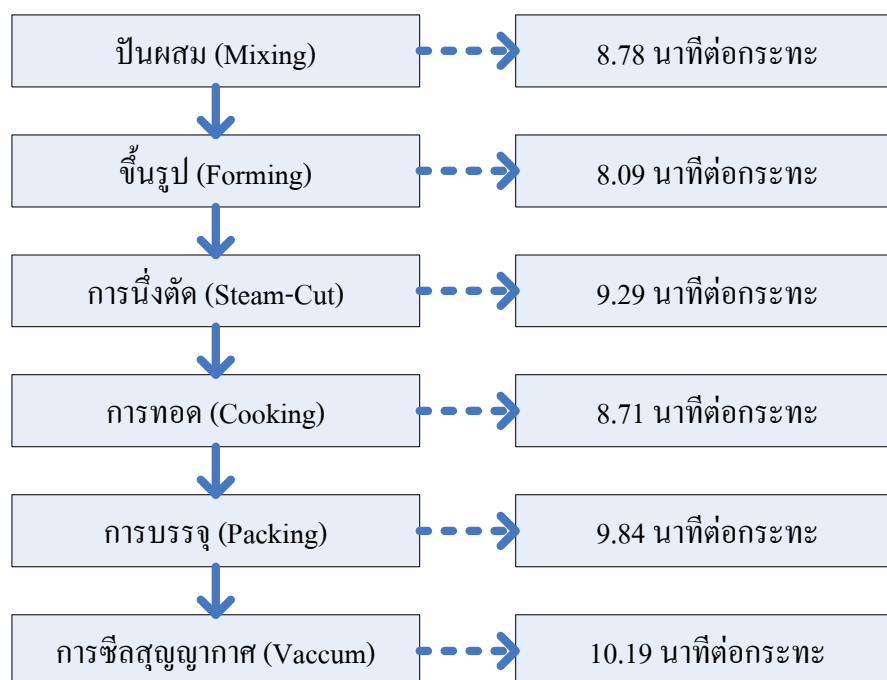 ปั่นผสม (Mixing)
8.78 นาทีต่อกระทะ
ขึ้นรูป (Forming)
8.09 นาทีต่อกระทะ
การนึ่งตัด (Steam-Cut)
9.29 นาทีต่อกระทะ
การทอด (Cooking)
8.71 นาทีต่อกระทะ
การบรรจุ (Packing)
9.84 นาทีต่อกระทะ
การซีลสุญญากาศ (Vaccum)
10.19 นาทีต่อกระทะ